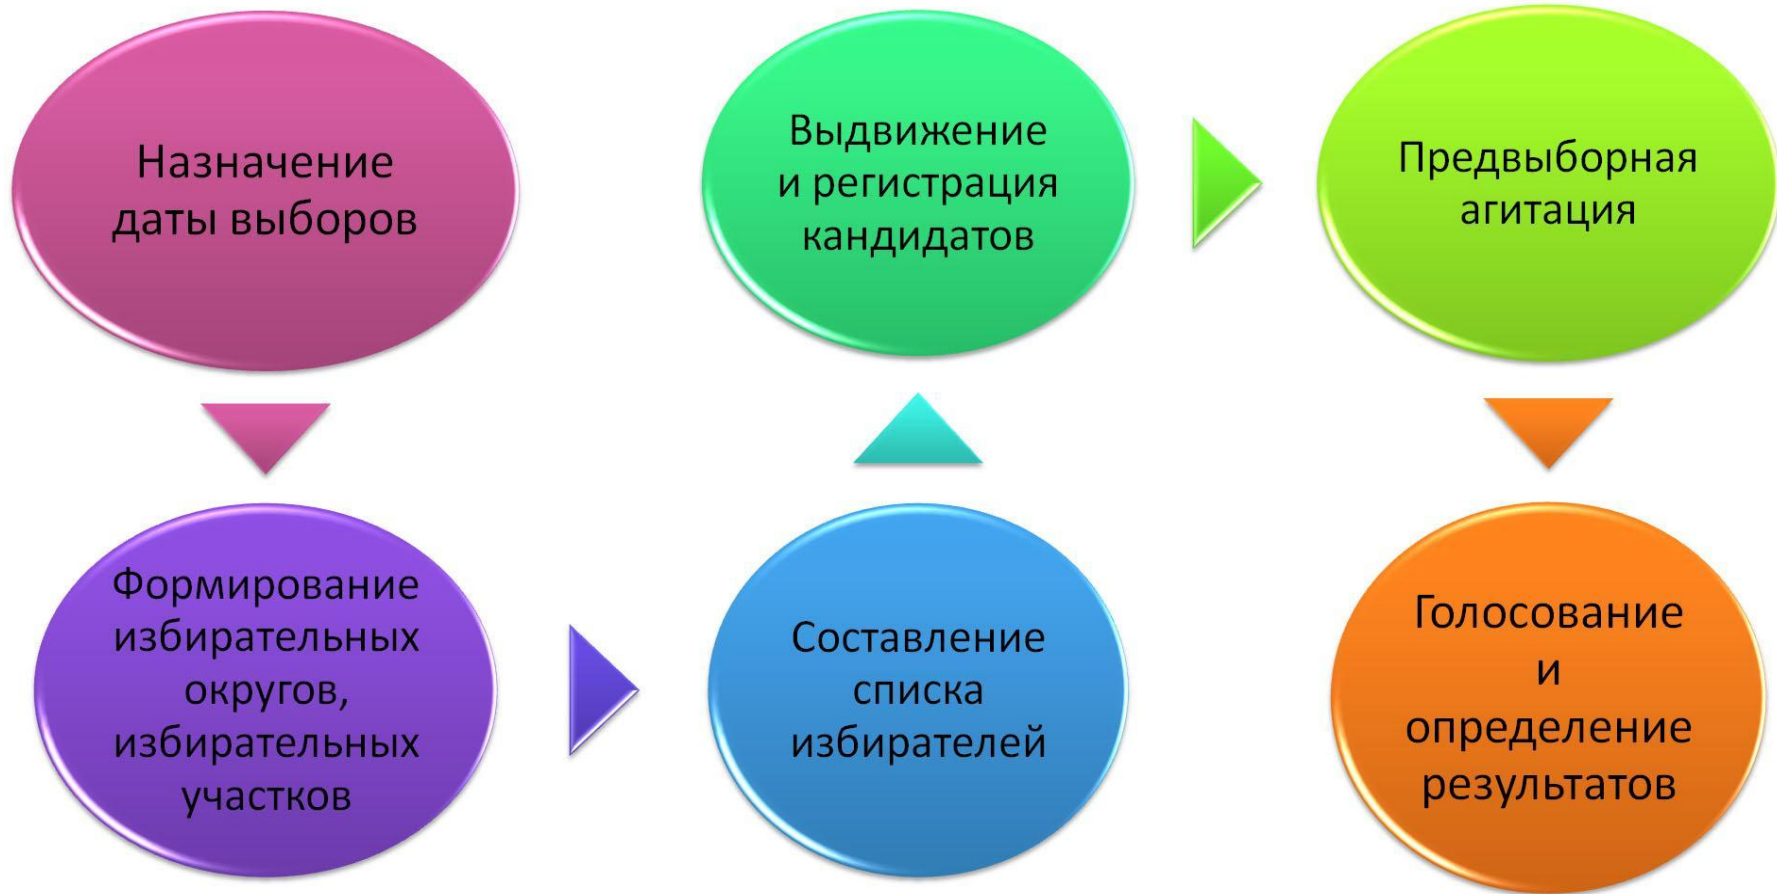 Назначение
даты выборов
Формирование
избирательных
округов,
избирательных
участков
Составление
списка
избирателей
Выдвижение
и регистрация
кандидатов
Предвыборная
агитация
Голосование
и
определение
результатов